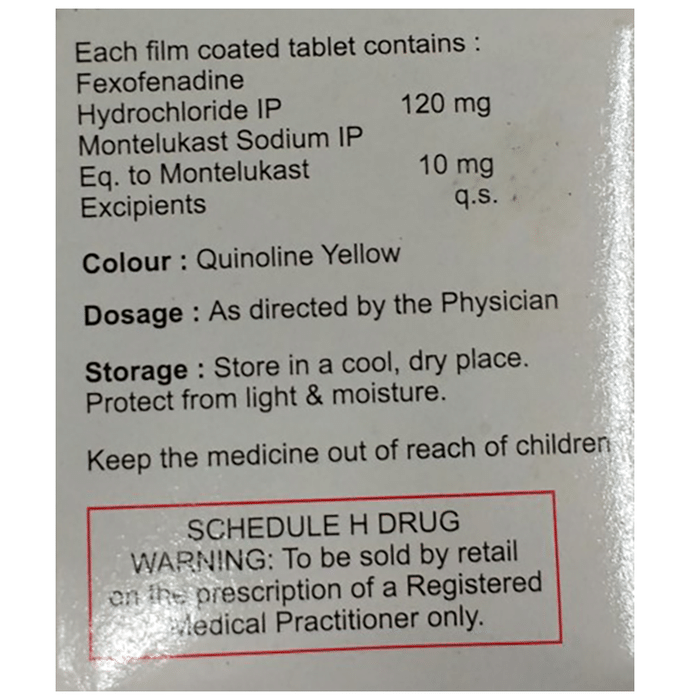 Each film coated tablet contains :
Fexofenadine
Hydrochloride IP 120 mg
Montelukast Sodium IP
Eq. to Montelukast 10 mg
Excipients q.s.
Colour : Quinoline Yellow
Dosage : As directed by the Physician
Storage : Store in a cool, dry place.
Protect from light & moisture.
Keep the medicine out of reach of children
SCHEDULE H DRUG
WARNING: To be sold by retail
on the prescription of a Registered
Medical Practitioner only.